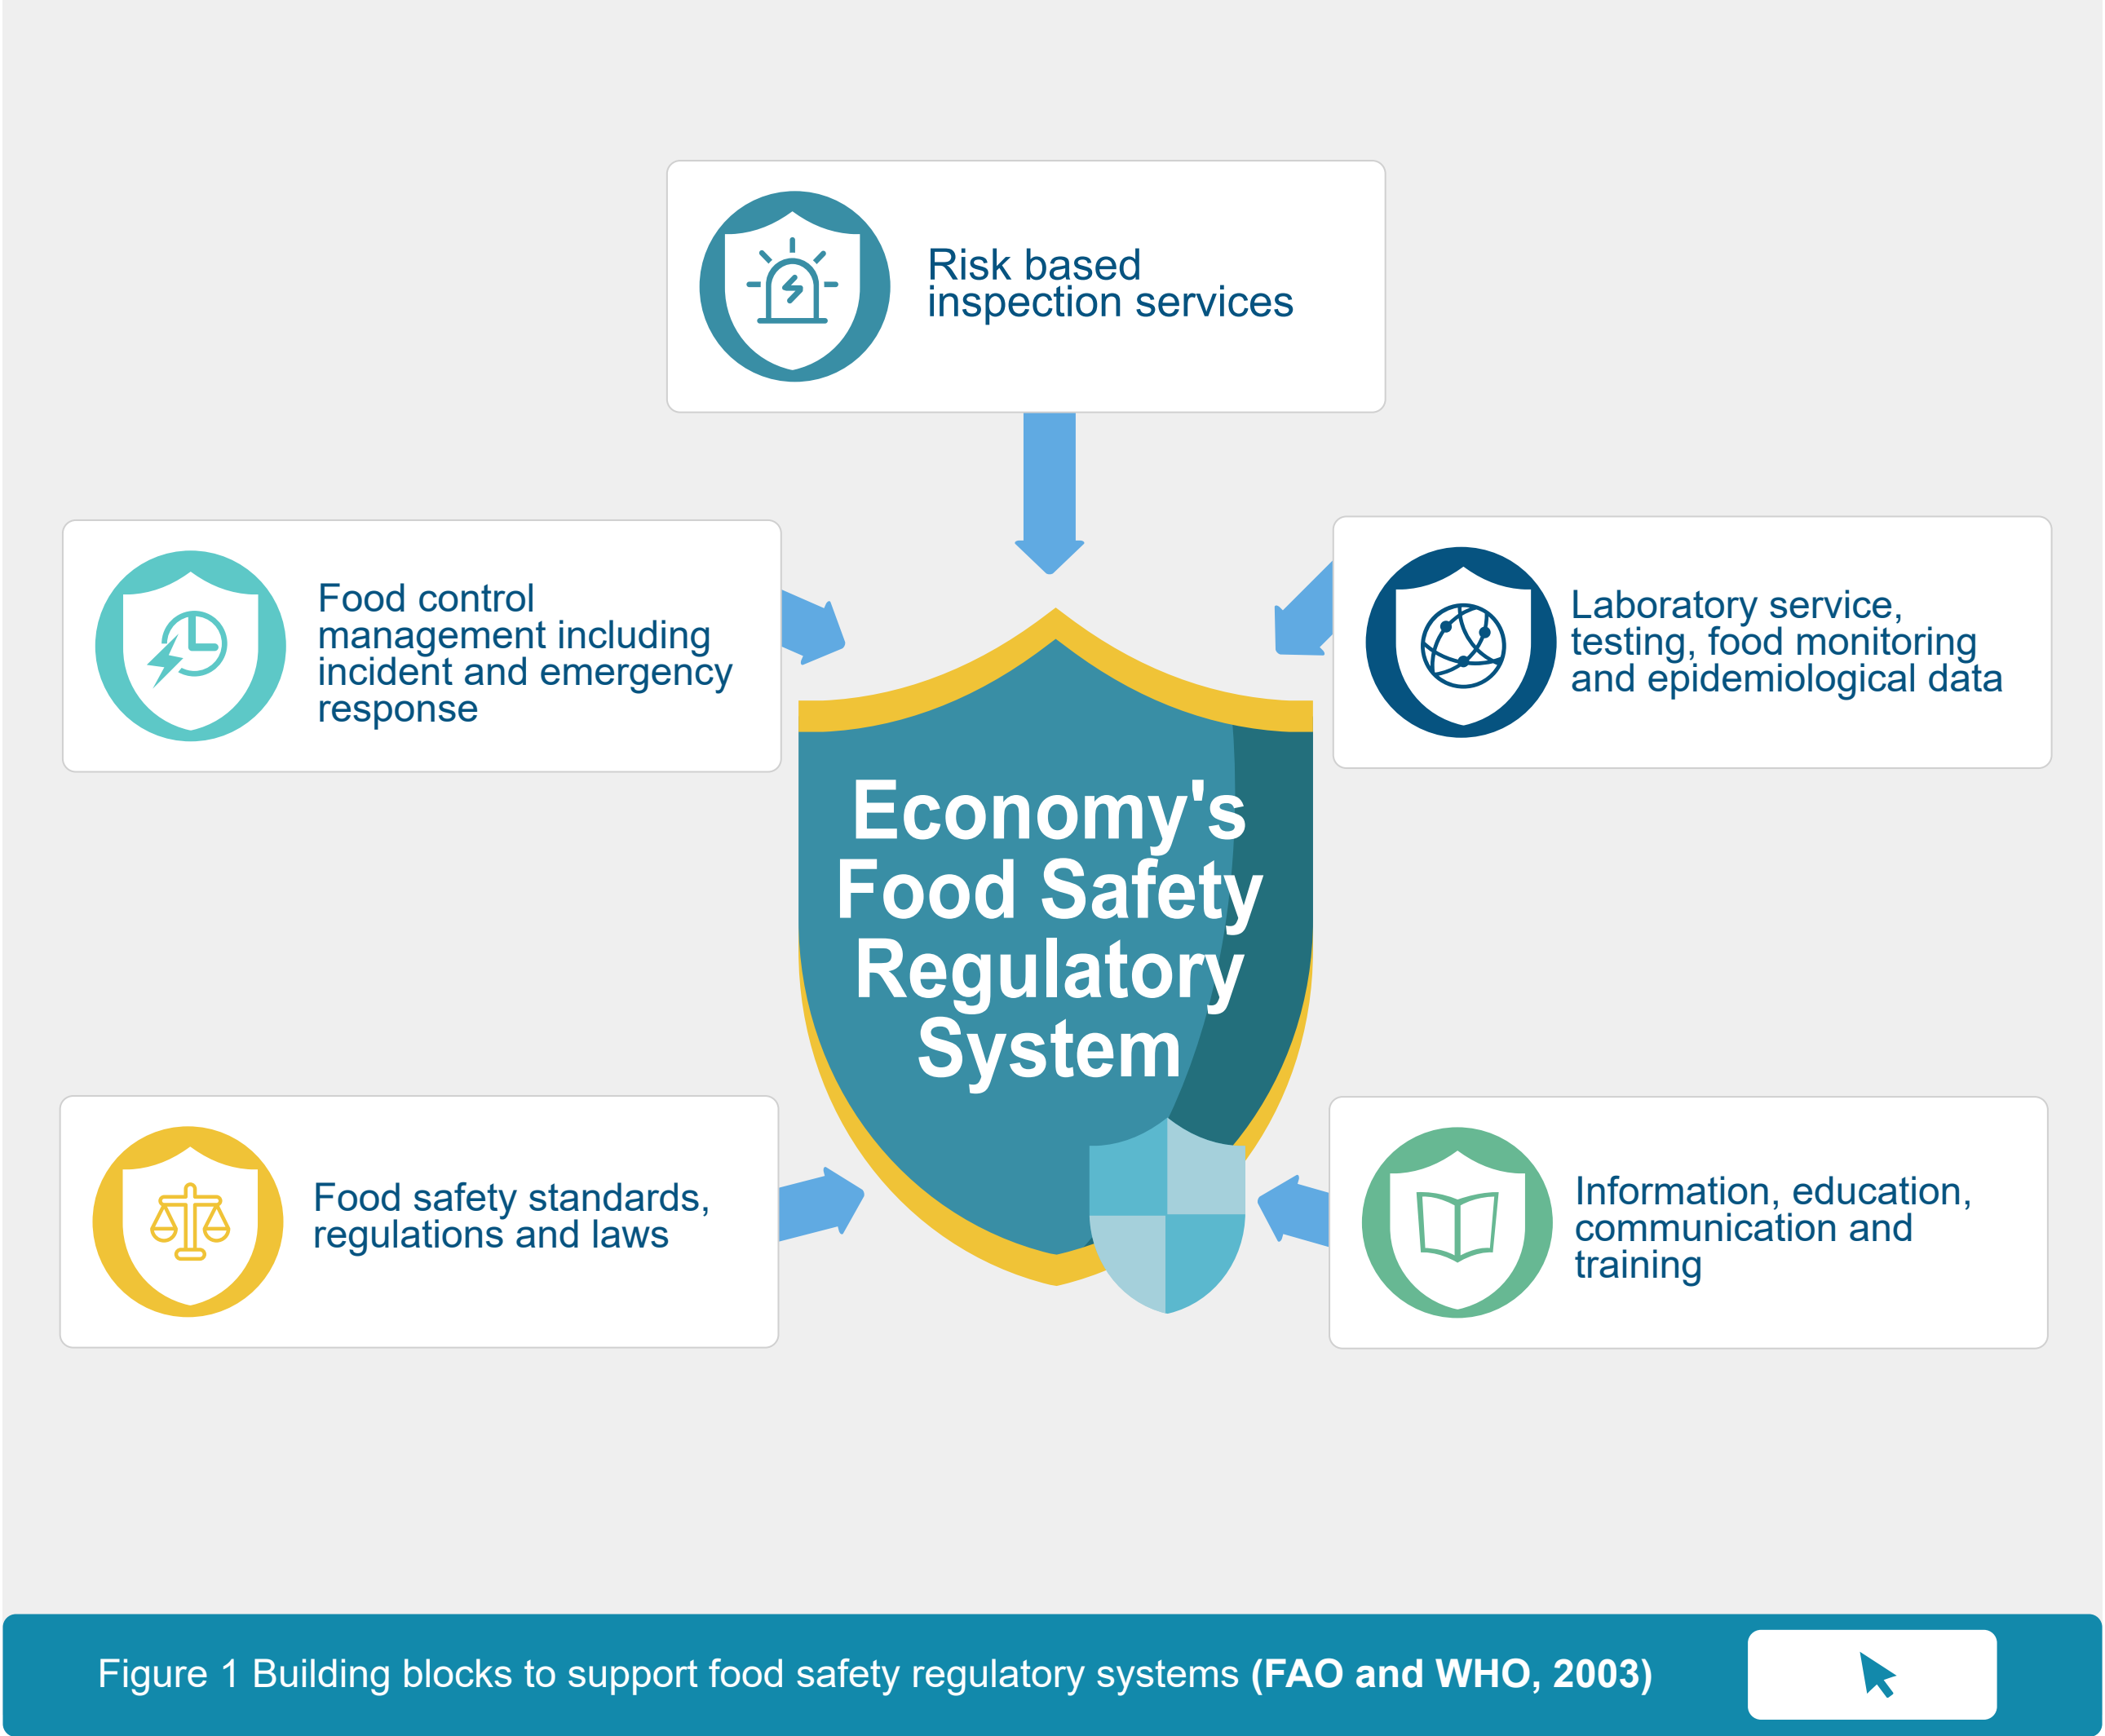 Risk based
inspection services
Food control
management including
incident and emergency
response
Laboratory service,
testing, food monitoring
and epidemiological data
Economy's
Food Safety
Regulatory
System
Food safety standards,
regulations and laws
Information, education,
communication and
training
Figure 1 Building blocks to support food safety regulatory systems (FAO and WHO, 2003)